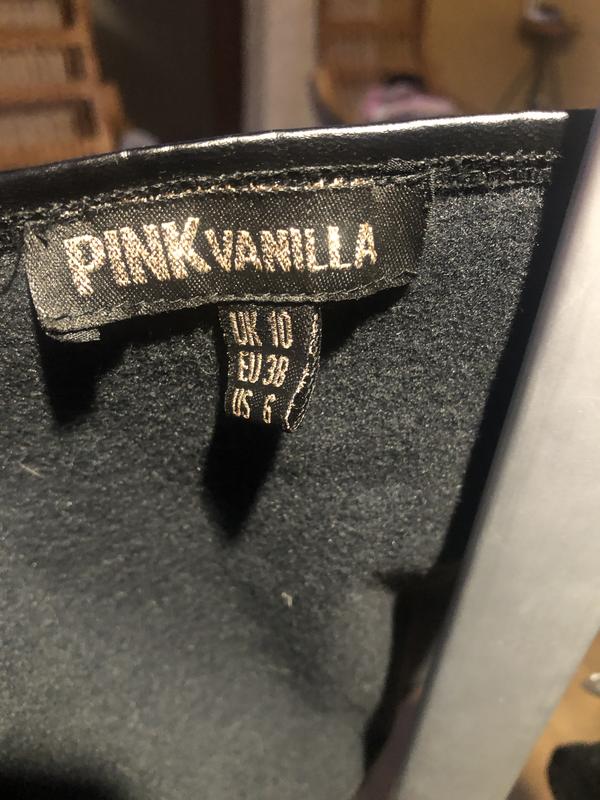 PINK VANILLA
UK 10
EU 38
US 6